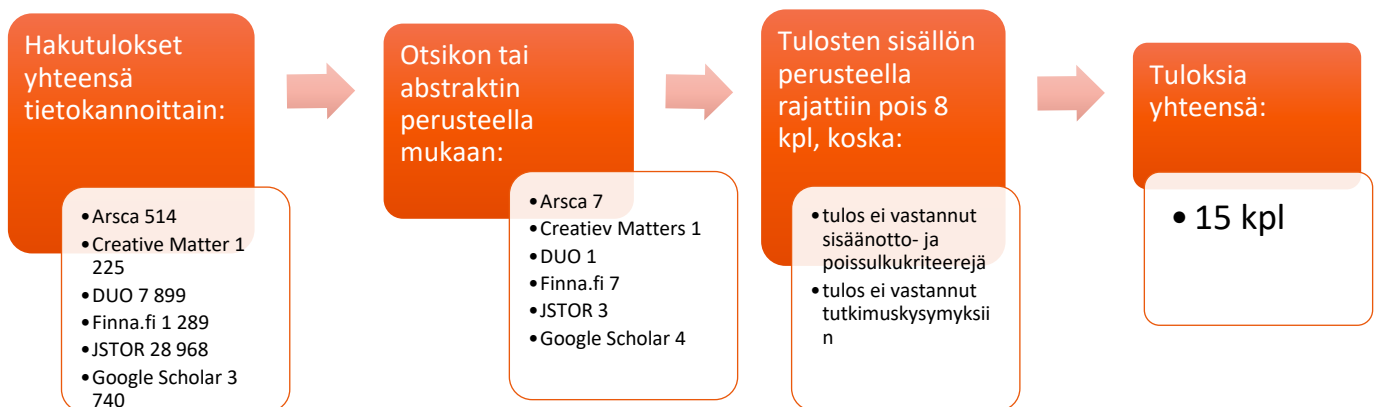 Hakutulokset
yhteensä
tietokannoittain:
•Arsca 514
•Creative Matter 1
225
•DUO 7 899
•Finna.fi 1 289
•JSTOR 28 968
•Google Scholar 3
740
Otsikon tai
abstraktin
perusteella
mukaan:
•Arsca 7
•Creatiev Matters 1
•DUO 1
•Finna.fi 7
•JSTOR 3
•Google Scholar 4
Tulosten sisällön
perusteella
rajattiin pois 8
kpl, koska:
•tulos ei vastannut
sisäänotto- ja
poissulkukriteerejä
•tulos ei vastannut
tutkimuskysymyksii
n
Tuloksia
yhteensä:
• 15 kpl